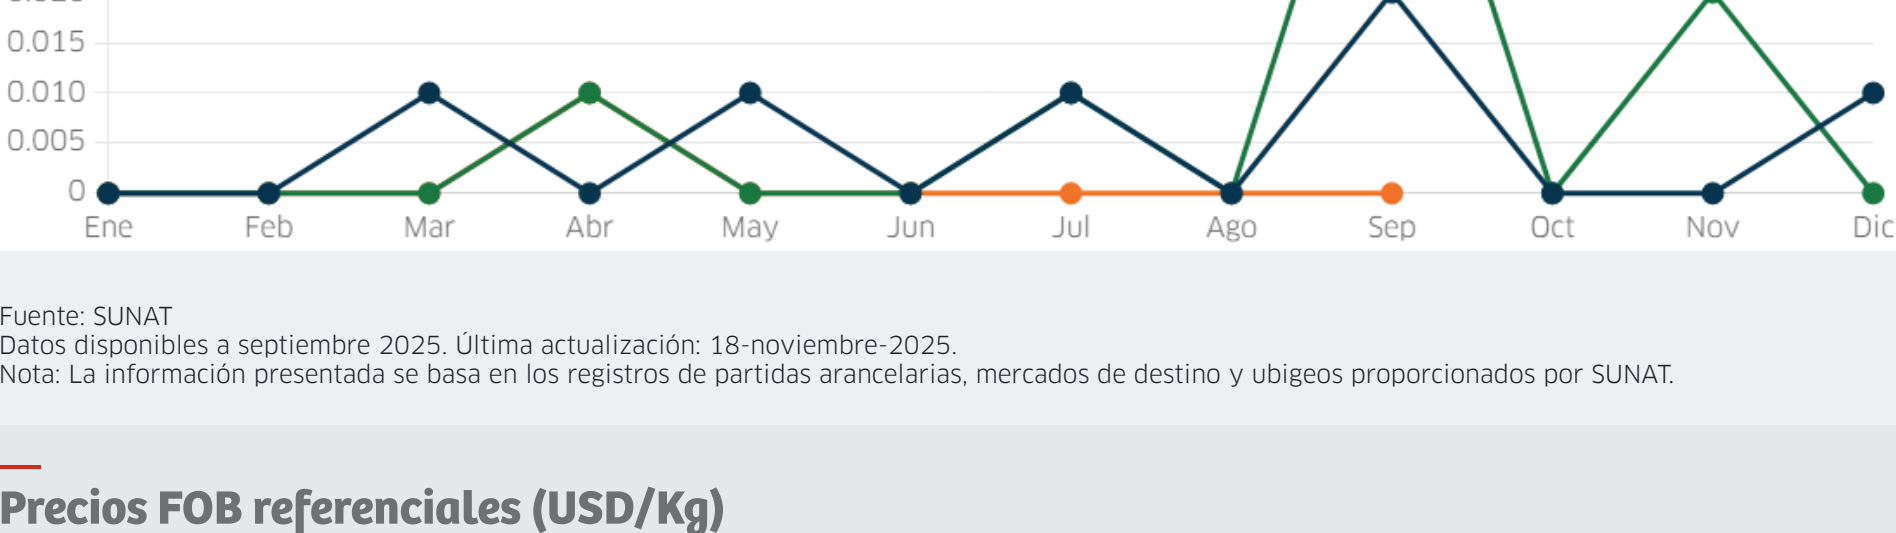 0.015
0.010
0.005
0
Ene Feb Mar Abr May Jun Jul Ago Sep Oct Nov Dic
Fuente: SUNAT
Datos disponibles a septiembre 2025. Última actualización: 18-noviembre-2025.
Nota: La información presentada se basa en los registros de partidas arancelarias, mercados de destino y ubigeos proporcionados por SUNAT.
Precios FOB referenciales (USD/Kg)